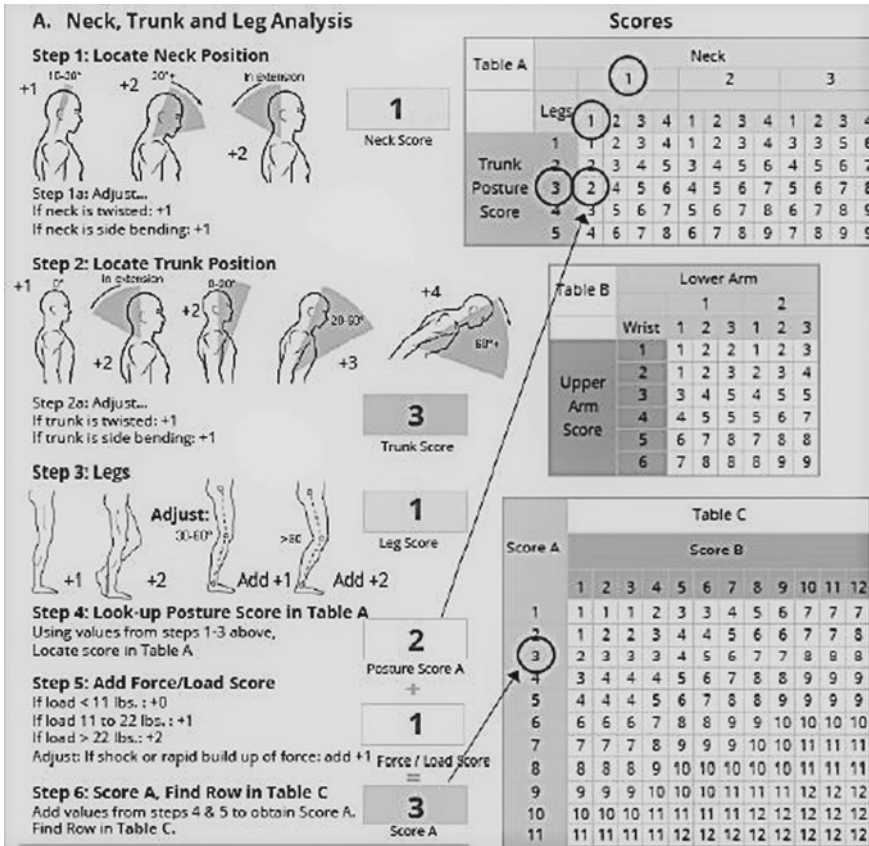 A. Neck, Trunk and Leg Analysis
Scores
Step 1: Locate Neck Position
+1
10-20°
+2
20°+
In extension
+2
1
Neck Score
Step 1a: Adjust...
If neck is twisted: +1
If neck is side bending: +1
Table A
Neck
1 2 3
Legs
1 2 3 4 1 2 3 4 1 2 3 4
Trunk Posture Score
1 1 2 3 4 1 2 3 4 3 3 5 6
2 2 3 4 5 3 4 5 6 4 5 6 7
3 2 4 5 6 4 5 6 7 5 6 7 8
4 3 5 6 7 5 6 7 8 6 7 8 9
5 4 6 7 8 6 7 8 9 7 8 9 9
Step 2: Locate Trunk Position
+1
0°
In extension
+2
+2
0-20°
20-60°
+3
+4
60°+
Step 2a: Adjust...
If trunk is twisted: +1
If trunk is side bending: +1
3
Trunk Score
Table B
Lower Arm
1 2
Wrist 1 2 3 1 2 3
Upper Arm Score
1 1 2 2 1 2 3
2 1 2 3 2 3 4
3 3 4 5 4 5 5
4 4 5 5 5 6 7
5 6 7 8 7 8 8
6 7 8 8 8 9 9
Step 3: Legs
+1
+2
Adjust:
30-60°
Add +1
>60
Add +2
1
Leg Score
Step 4: Look-up Posture Score in Table A
Using values from steps 1-3 above,
Locate score in Table A
2
Posture Score A
+
Step 5: Add Force/Load Score
If load < 11 lbs. : +0
If load 11 to 22 lbs. : +1
If load > 22 lbs.: +2
Adjust: If shock or rapid build up of force: add +1
1
Force / Load Score
=
Step 6: Score A, Find Row in Table C
Add values from steps 4 & 5 to obtain Score A.
Find Row in Table C.
3
Score A
Table C
Score A
Score B
1 2 3 4 5 6 7 8 9 10 11 12
1 1 1 1 2 3 3 4 5 6 7 7 7
2 1 2 2 3 4 4 5 6 6 7 7 8
3 2 3 3 3 4 5 6 7 7 8 8 8
4 3 4 4 4 5 6 7 8 8 9 9 9
5 4 4 4 5 6 7 8 8 9 9 9 9
6 6 6 6 7 8 8 9 9 10 10 10 10
7 7 7 7 8 9 9 9 10 10 11 11 11
8 8 8 8 9 10 10 10 10 10 11 11 11
9 9 9 9 10 10 10 11 11 11 12 12 12
10 10 10 10 11 11 11 11 12 12 12 12 12
11 11 11 11 11 12 12 12 12 12 12 12 12